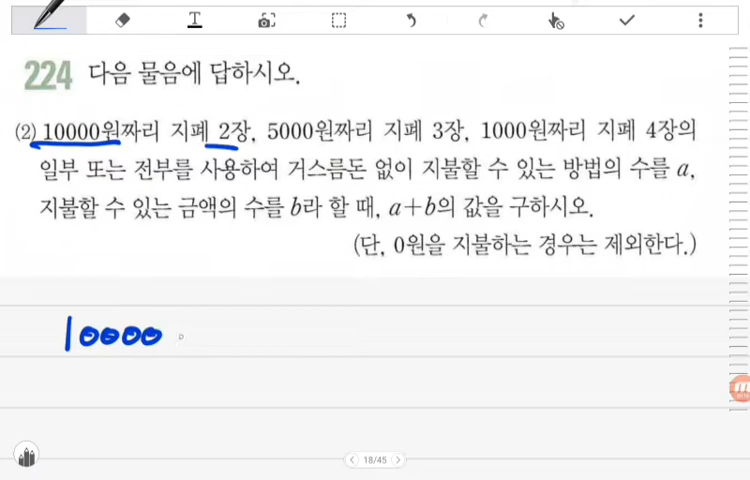 224 다음 물음에 답하시오.
(2) 10000원짜리 지폐 2장, 5000원짜리 지폐 3장, 1000원짜리 지폐 4장의
일부 또는 전부를 사용하여 거스름돈 없이 지불할 수 있는 방법의 수를 a,
지불할 수 있는 금액의 수를 b라 할 때, a+b의 값을 구하시오.
(단, 0원을 지불하는 경우는 제외한다.)
10000
18/45